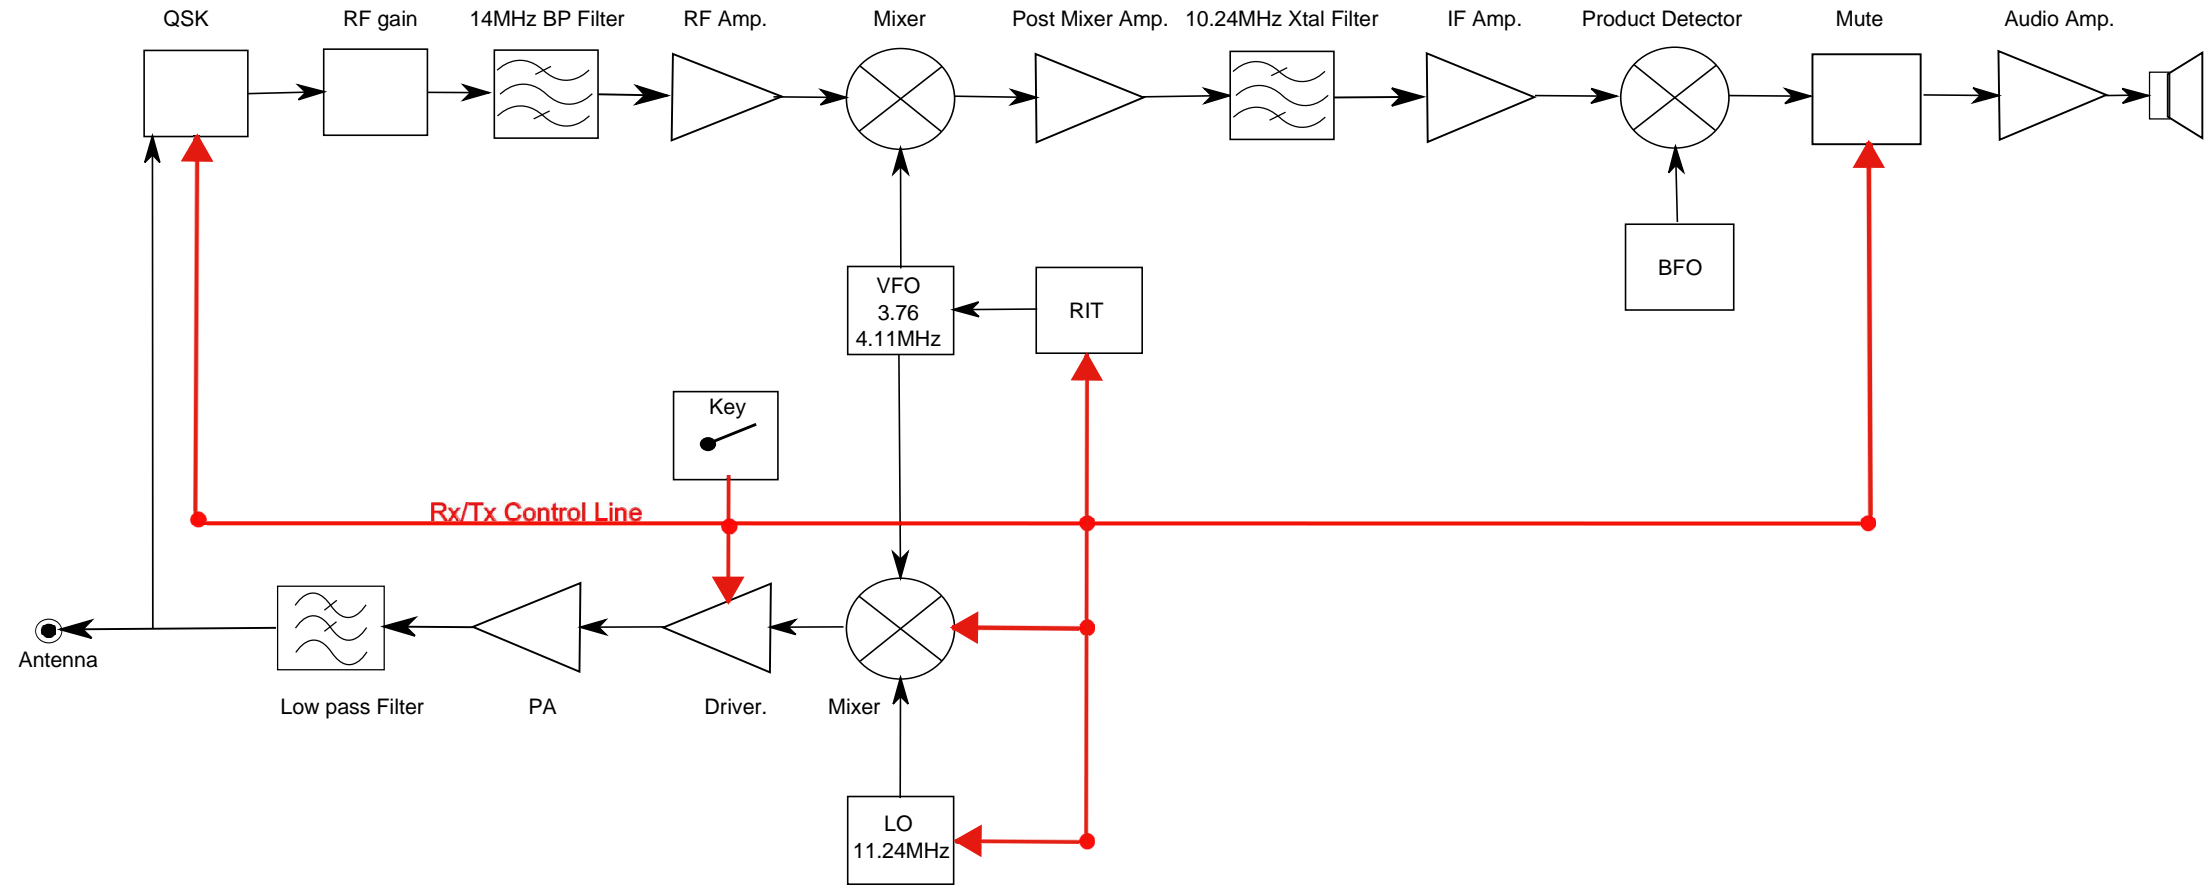 QSK
RF gain
14MHz BP Filter
RF Amp.
Mixer
Post Mixer Amp.
10.24MHz Xtal Filter
IF Amp.
Product Detector
Mute
Audio Amp.
VFO
3.76
4.11MHz
RIT
BFO
Key
Rx/Tx Control Line
Antenna
Low pass Filter
PA
Driver.
Mixer
LO
11.24MHz